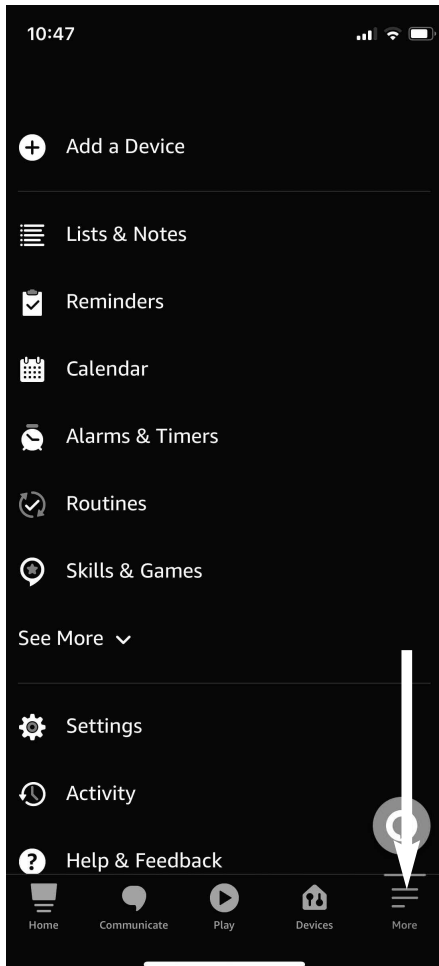 10:47
Add a Device
Lists & Notes
Reminders
Calendar
Alarms & Timers
Routines
Skills & Games
See More
Settings
Activity
Help & Feedback
Home Communicate Play Devices More